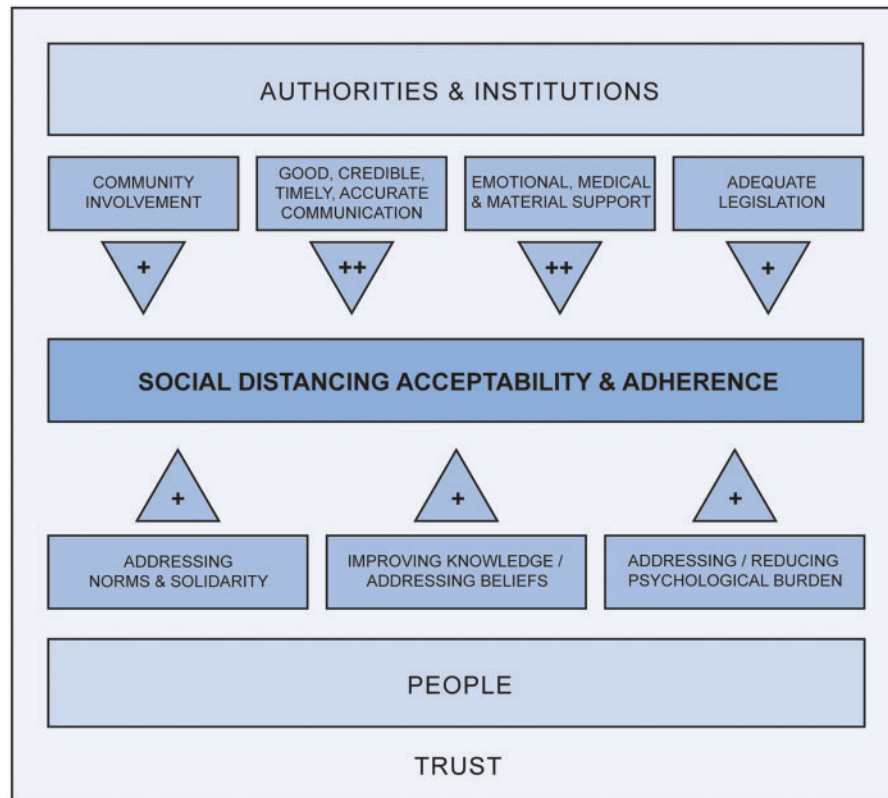 AUTHORITIES & INSTITUTIONS
COMMUNITY
INVOLVEMENT
GOOD, CREDIBLE,
TIMELY, ACCURATE
COMMUNICATION
EMOTIONAL, MEDICAL
& MATERIAL SUPPORT
ADEQUATE
LEGISLATION
+
++
++
+
SOCIAL DISTANCING ACCEPTABILITY & ADHERENCE
+
+
+
ADDRESSING
NORMS & SOLIDARITY
IMPROVING KNOWLEDGE /
ADDRESSING BELIEFS
ADDRESSING / REDUCING
PSYCHOLOGICAL BURDEN
PEOPLE
TRUST